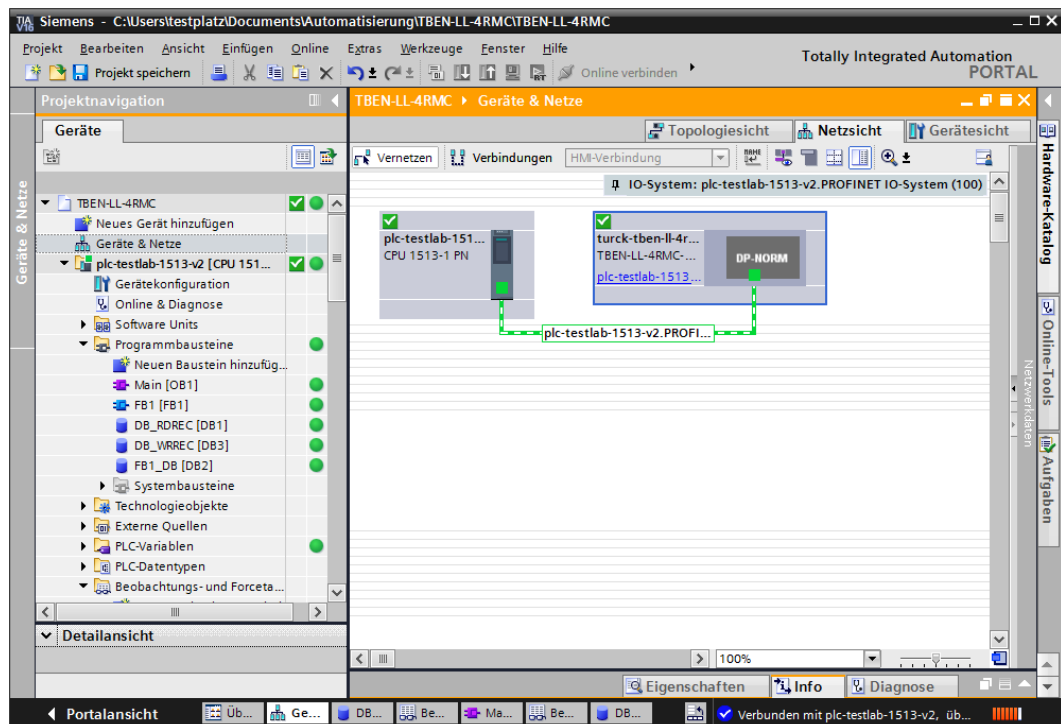 TIA V16 Siemens - C:\Users\testplatz\Documents\Automatisierung\TBEN-LL-4RMC\TBEN-LL-4RMC
Projekt Bearbeiten Ansicht Einfügen Online Extras Werkzeuge Fenster Hilfe
Totally Integrated Automation
PORTAL
Projekt speichern
Online verbinden
Projektnavigation
TBEN-LL-4RMC Geräte & Netze
Geräte
Topologiesicht Netzsicht Gerätesicht
Vernetzen Verbindungen HMI-Verbindung
IO-System: plc-testlab-1513-v2.PROFINET IO-System (100)
TBEN-LL-4RMC
Neues Gerät hinzufügen
Geräte & Netze
plc-testlab-1513-v2 [CPU 151...
Gerätekonfiguration
Online & Diagnose
Software Units
Programmbausteine
Neuen Baustein hinzufüg...
Main [OB1]
FB1 [FB1]
DB_RDREC [DB1]
DB_WRREC [DB3]
FB1_DB [DB2]
Systembausteine
Technologieobjekte
Externe Quellen
PLC-Variablen
PLC-Datentypen
Beobachtungs- und Forceta...
plc-testlab-151...
CPU 1513-1 PN
turck-tben-ll-4r...
TBEN-LL-4RMC-...
plc-testlab-1513...
DP-NORM
plc-testlab-1513-v2.PROFI...
Geräte & Netze
Netzwerkdaten
Hardware-Katalog
Online-Tools
Aufgaben
Detailansicht
100%
Eigenschaften Info Diagnose
Portalansicht Üb... Ge... DB... Be... Ma... Be... DB... Verbunden mit plc-testlab-1513-v2, üb...